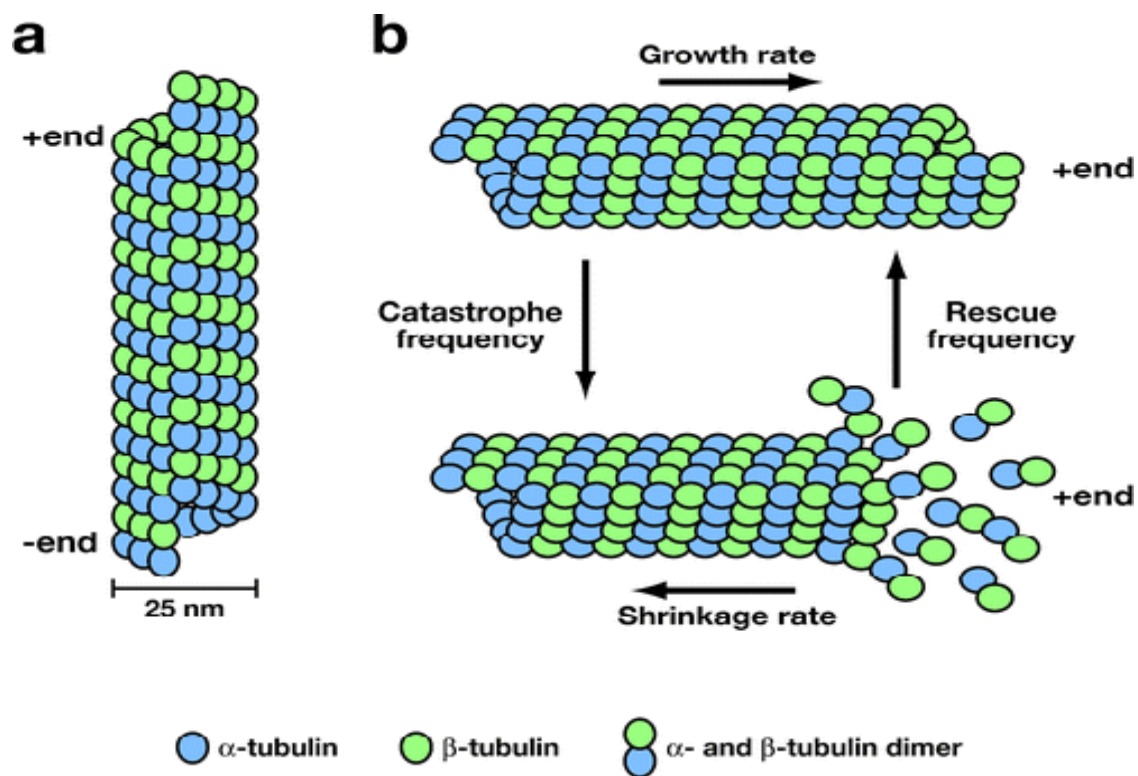 a
+end
-end
25 nm
b
Growth rate
+end
Catastrophe
frequency
Rescue
frequency
+end
Shrinkage rate
α-tubulin
β-tubulin
α- and β-tubulin dimer